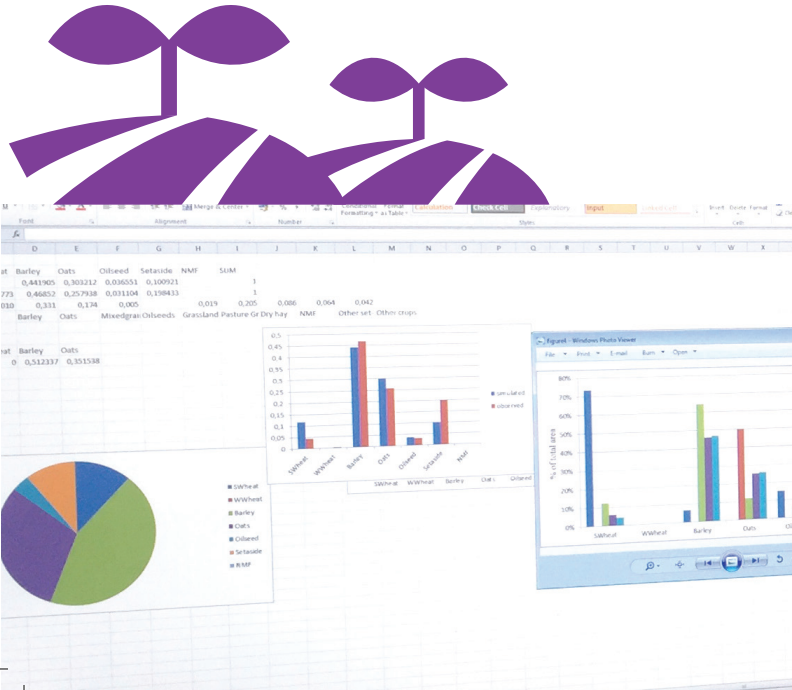 Merge & Center
Conditional Format
Formatting as Table
Calculation
Check Cell
Explanatory
Input
Insert Delete Format
Font
Alignment
Number
Styles
Cells
fx
D E F G H I J K L M N O P Q R S T U V W X
at Barley Oats Oilseed Setaside NMF SUM
0,441905 0,303212 0,036551 0,100921 1
775 0,46852 0,257938 0,031104 0,198433 1
010 0,331 0,174 0,005 0,019 0,205 0,086 0,064 0,042
Barley Oats Mixedgrai Oilseeds Grassland Pasture Gr Dry hay NMF Other set Other crops
eat Barley Oats
0 0,512337 0,351538
0,5
0,45
0,4
0,35
0,3
0,25
0,2
0,15
0,1
0,05
0
SWheat
WWheat
Barley
Oats
Oilseed
Setaside
NMF
simulated
observed
SWheat WWheat Barley Oats Oilseed
SWheat
WWheat
Barley
Oats
Oilseed
Setaside
NMF
Figure4 - Windows Photo Viewer
File Print E-mail Burn Open
% of total area
80%
70%
60%
50%
40%
30%
20%
10%
0%
SWheat WWheat Barley Oats